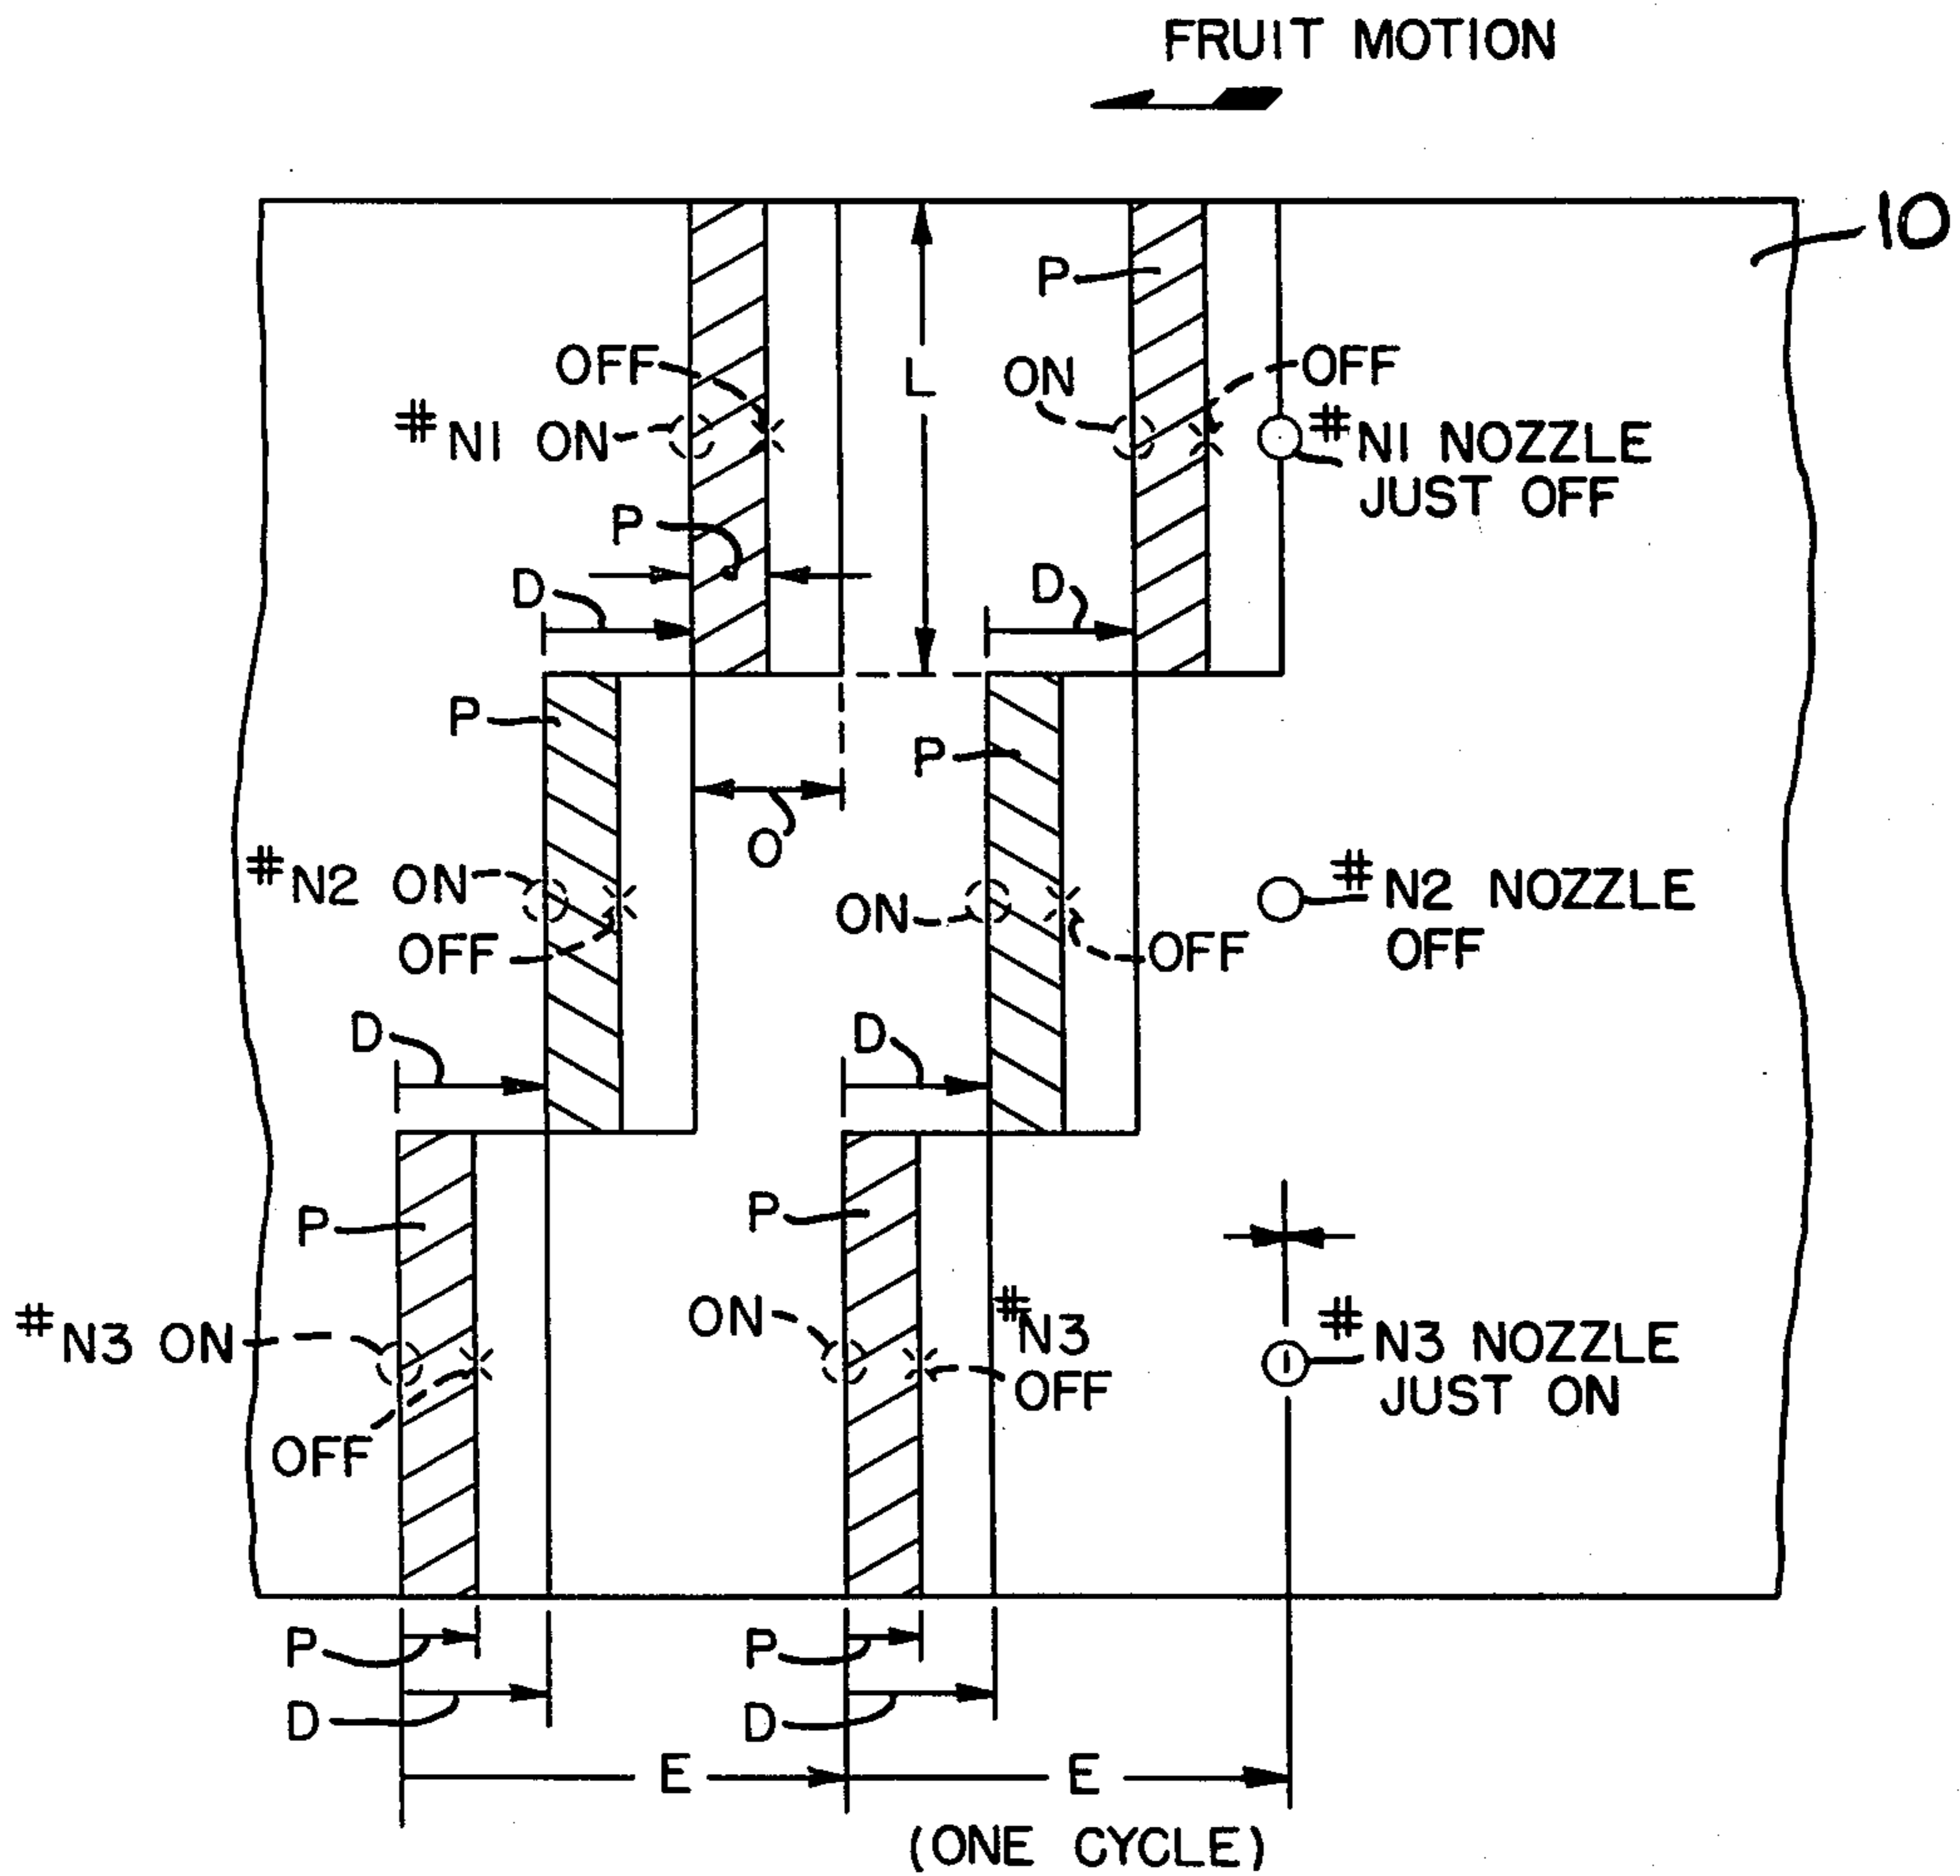 FRUIT MOTION
10
P
OFF
ON
OFF
L
#N1 ON
#N1 NOZZLE
JUST OFF
P
D
D
P
P
O
#N2 ON
OFF
ON
OFF
#N2 NOZZLE
OFF
D
D
P
P
#N3 ON
OFF
ON
#N3
OFF
#N3 NOZZLE
JUST ON
P
P
D
D
E
E
(ONE CYCLE)